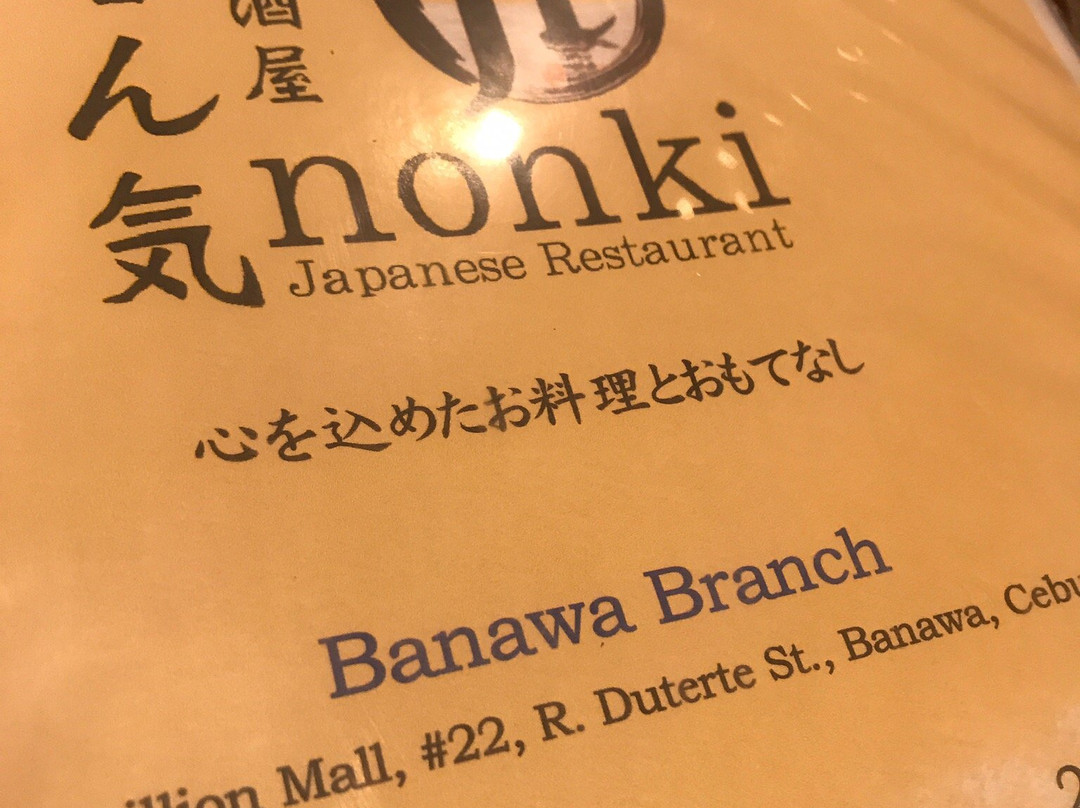 酒屋
ん気
nonki
Japanese Restaurant
心を込めたお料理とおもてなし
Banawa Branch
Mall, #22, R. Duterte St., Banawa, Cebu